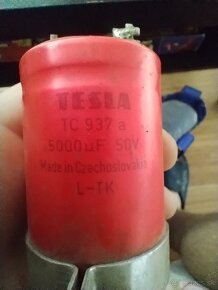 TESLA
TC 937 a
5000µF 50V
Made in Czechoslovakia
L-TK